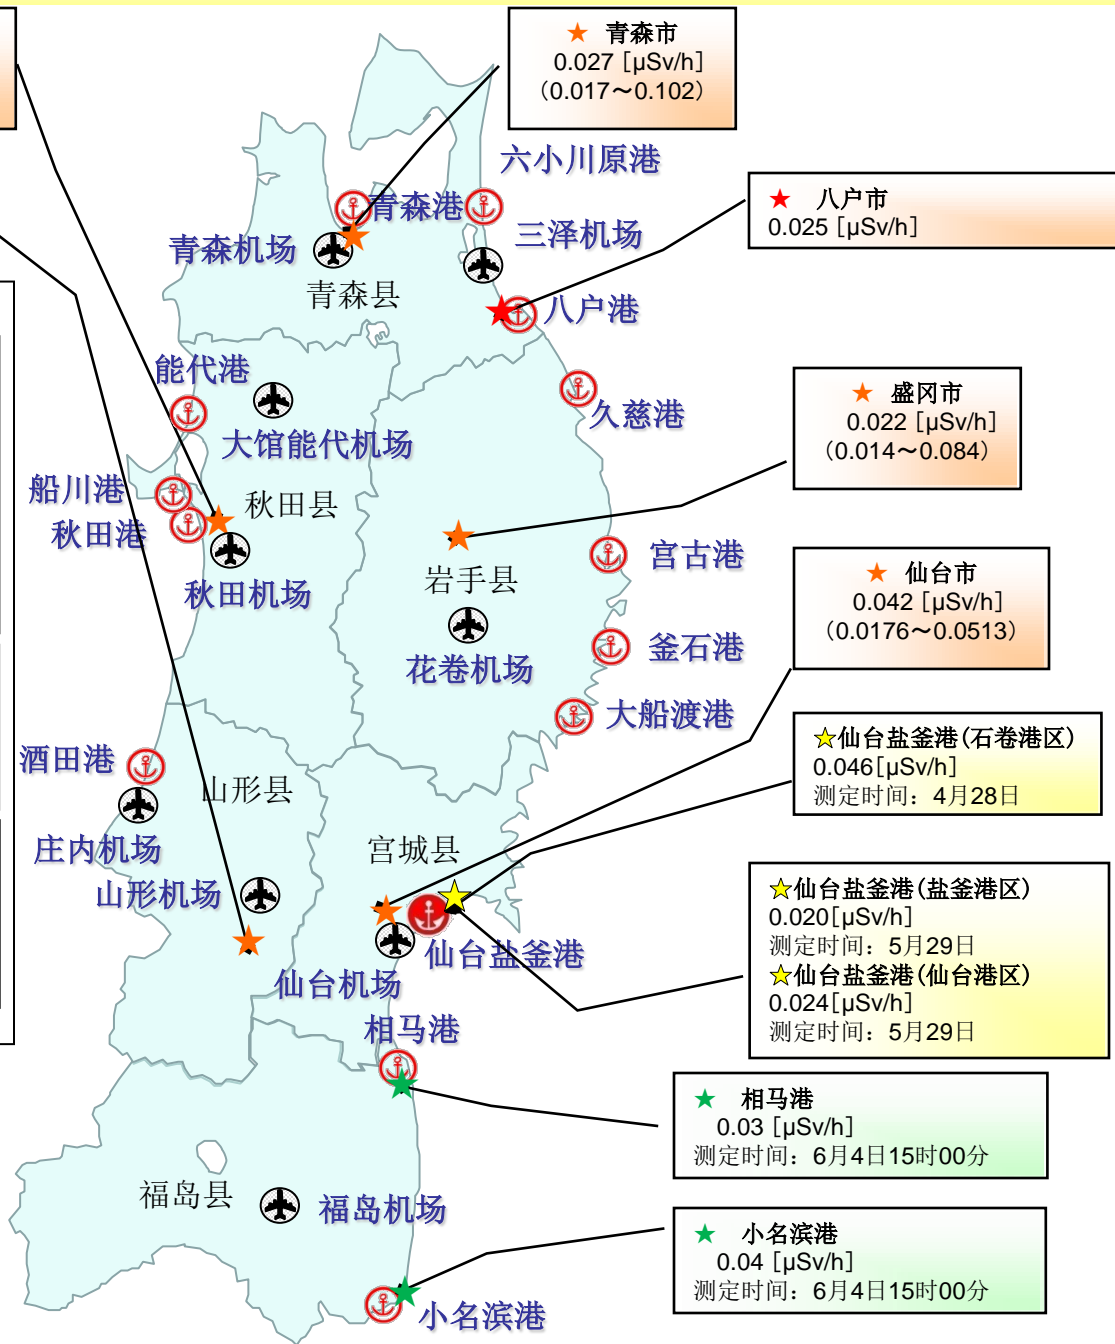 ★ 青森市
0.027 [μSv/h]
(0.017～0.102)
六小川原港
★ 八户市
0.025 [μSv/h]
青森港
三泽机场
青森机场
青森县
八户港
能代港
久慈港
★ 盛冈市
0.022 [μSv/h]
(0.014～0.084)
大馆能代机场
船川港
秋田县
秋田港
宫古港
★ 仙台市
0.042 [μSv/h]
(0.0176～0.0513)
岩手县
秋田机场
釜石港
花卷机场
大船渡港
☆仙台盐釜港(石卷港区)
0.046[μSv/h]
测定时间：4月28日
酒田港
山形县
庄内机场
宫城县
山形机场
☆仙台盐釜港(盐釜港区)
0.020[μSv/h]
测定时间：5月29日
☆仙台盐釜港(仙台港区)
0.024[μSv/h]
测定时间：5月29日
仙台盐釜港
仙台机场
相马港
★ 相马港
0.03 [μSv/h]
测定时间：6月4日15时00分
福岛县
福岛机场
★ 小名滨港
0.04 [μSv/h]
测定时间：6月4日15时00分
小名滨港